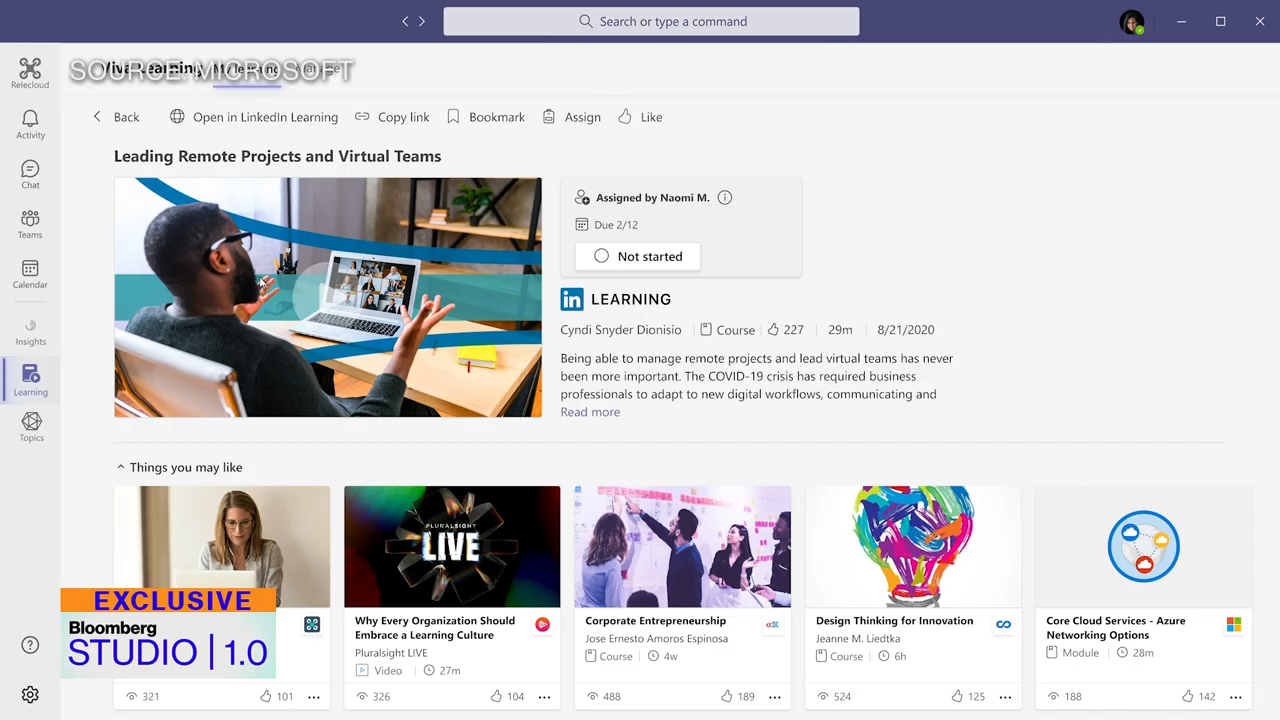 Search or type a command
SOURCE: MICROSOFT
Viva Learning My learning Manage
Relecloud
Activity
Chat
Teams
Calendar
Insights
Learning
Topics
Back
Open in LinkedIn Learning
Copy link
Bookmark
Assign
Like
Leading Remote Projects and Virtual Teams
Assigned by Naomi M.
Due 2/12
Not started
in LEARNING
Cyndi Snyder Dionisio | Course 227 | 29m | 8/21/2020
Being able to manage remote projects and lead virtual teams has never
been more important. The COVID-19 crisis has required business
professionals to adapt to new digital workflows, communicating and
Read more
Things you may like
EXCLUSIVE
Bloomberg
STUDIO | 1.0
321 101 ...
PLURALSIGHT
LIVE
Why Every Organization Should
Embrace a Learning Culture
Pluralsight LIVE
Video | 27m
326 104 ...
Corporate Entrepreneurship
edX
Jose Ernesto Amoros Espinosa
Course | 4w
488 189 ...
Design Thinking for Innovation
Jeanne M. Liedtka
Course | 6h
524 125 ...
Core Cloud Services - Azure
Networking Options
Module | 28m
188 142 ...